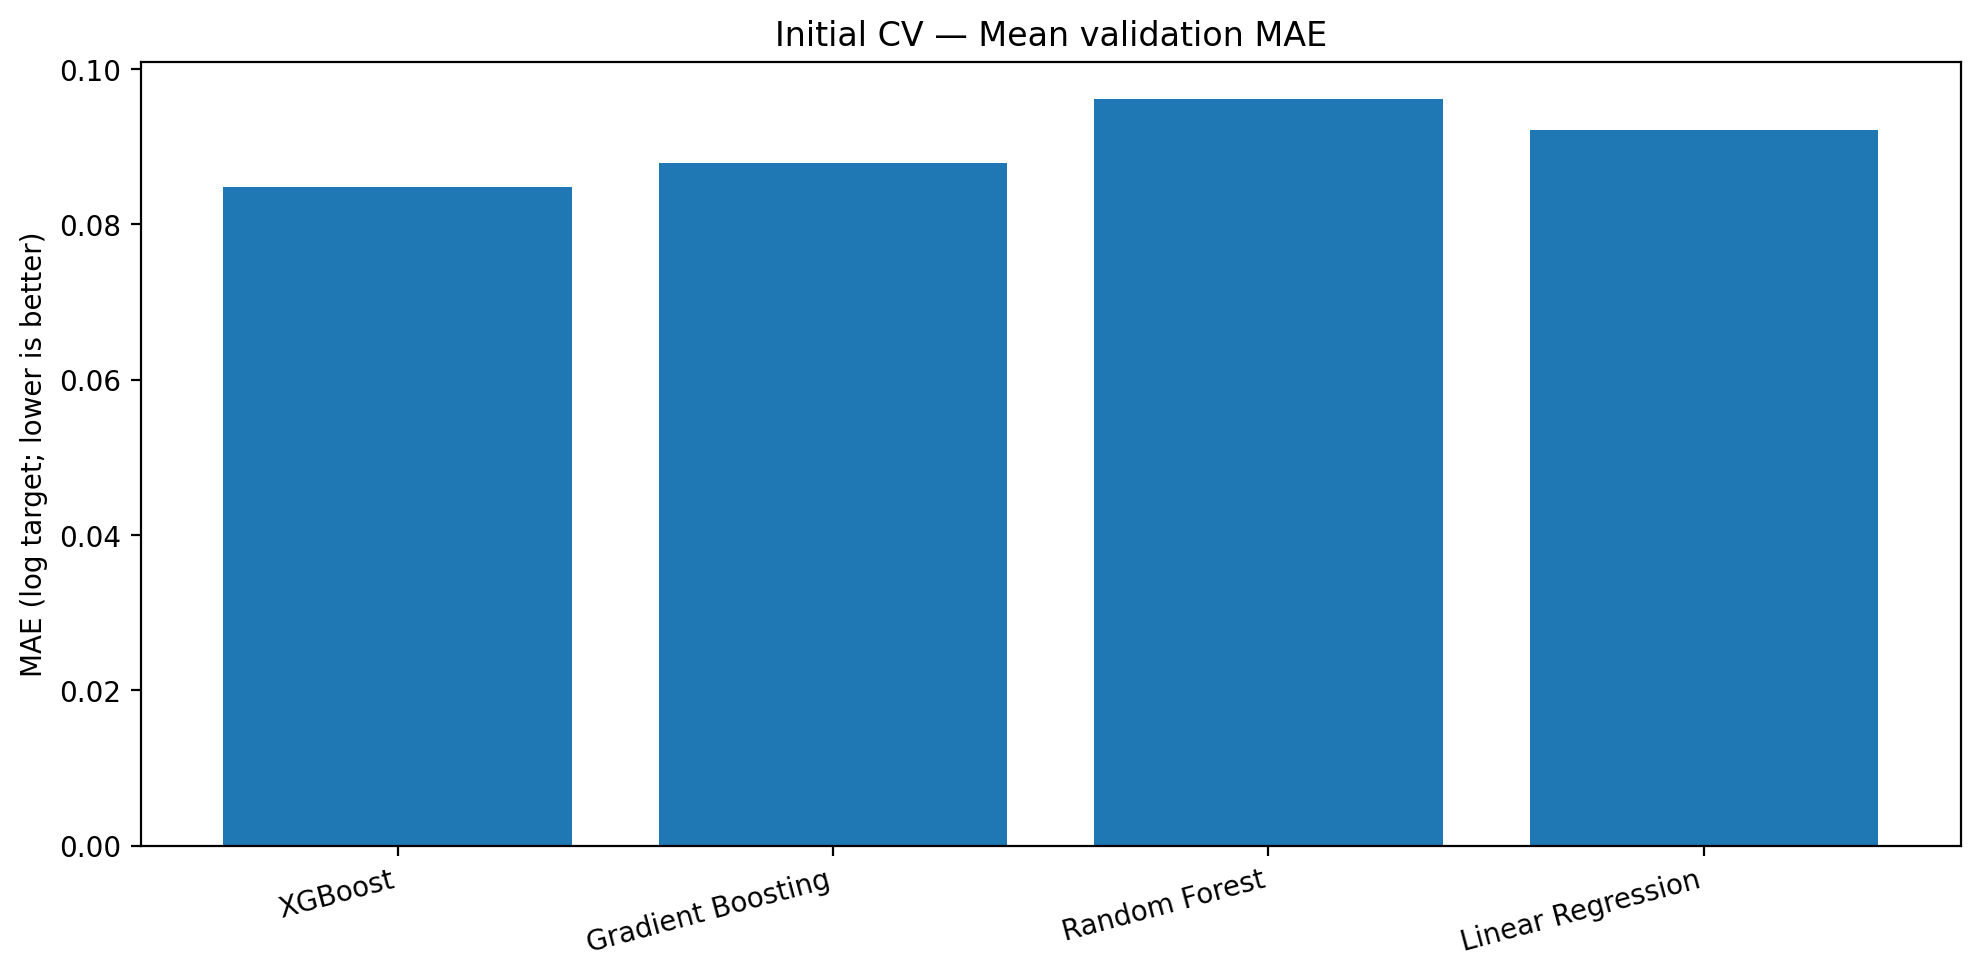 Initial CV — Mean validation MAE
MAE (log target; lower is better)
0.10
0.08
0.06
0.04
0.02
0.00
XGBoost
Gradient Boosting
Random Forest
Linear Regression